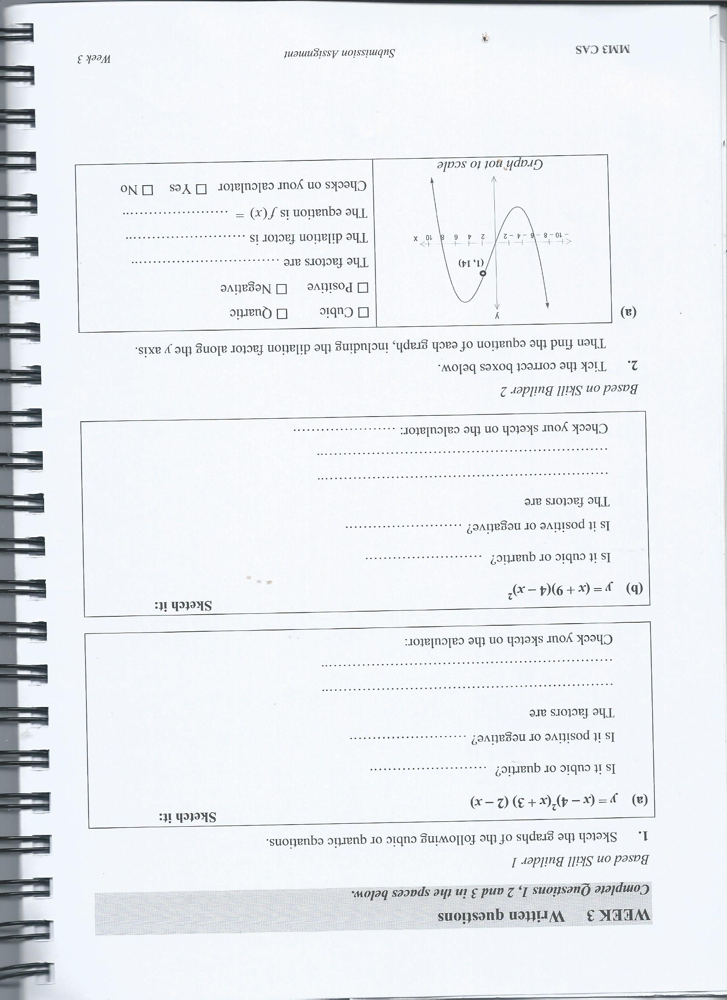 WEEK 3 Written questions
Complete Questions 1, 2 and 3 in the spaces below.
Based on Skill Builder 1
1. Sketch the graphs of the following cubic or quartic equations.
Sketch it:
(a) y = (x – 4)²(x + 3) (2 – x)
Is it cubic or quartic? ..........................
Is it positive or negative? ..........................
The factors are
.................................................................
.................................................................
Check your sketch on the calculator:
Sketch it:
(b) y = (x + 9)(4 – x)²
Is it cubic or quartic? ..........................
Is it positive or negative? ..........................
The factors are
.................................................................
.................................................................
Check your sketch on the calculator: .......................
Based on Skill Builder 2
2. Tick the correct boxes below.
Then find the equation of each graph, including the dilation factor along the y axis.
(a)
y
(1, 14)
– 10 – 8 – 6 – 4 – 2 2 4 6 8 10 x
Graph not to scale
☐ Cubic ☐ Quartic
☐ Positive ☐ Negative
The factors are .................................
The dilation factor is ...........................
The equation is f(x) = ........................
Checks on your calculator ☐ Yes ☐ No
MM3 CAS Submission Assignment Week 3